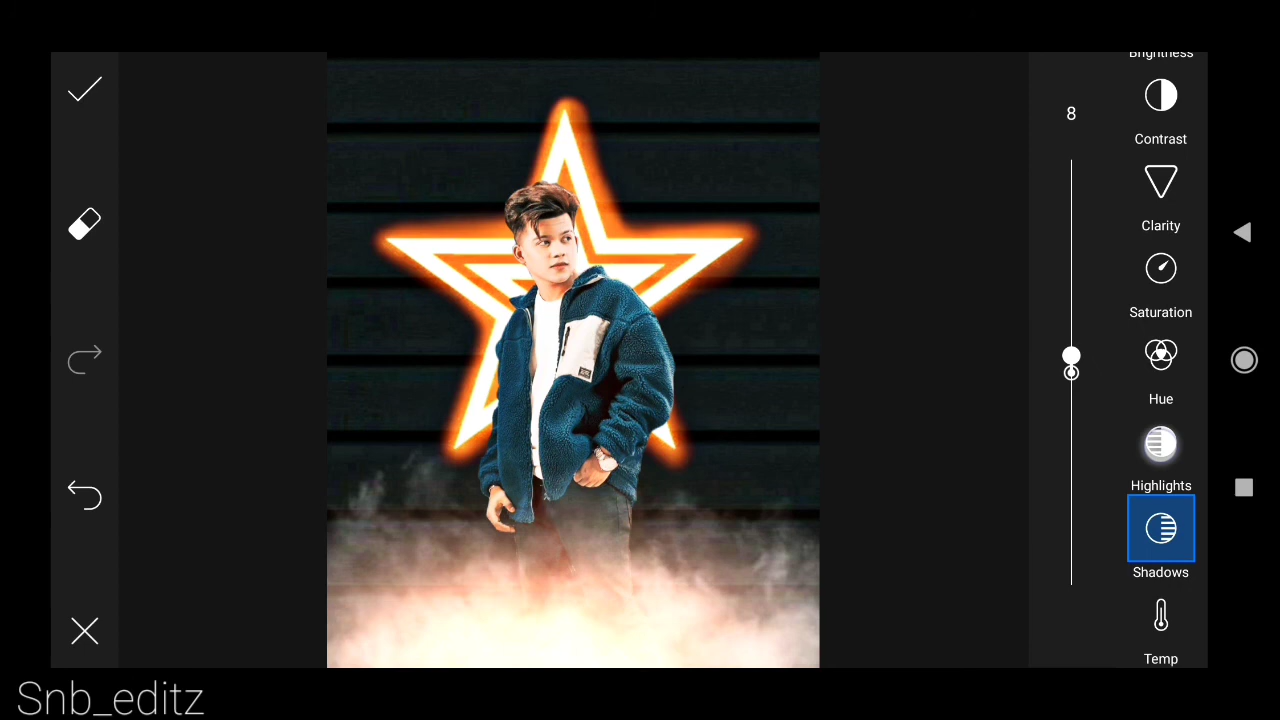 Brightness
8
Contrast
Clarity
Saturation
Hue
Highlights
Shadows
Temp
Snb_editz